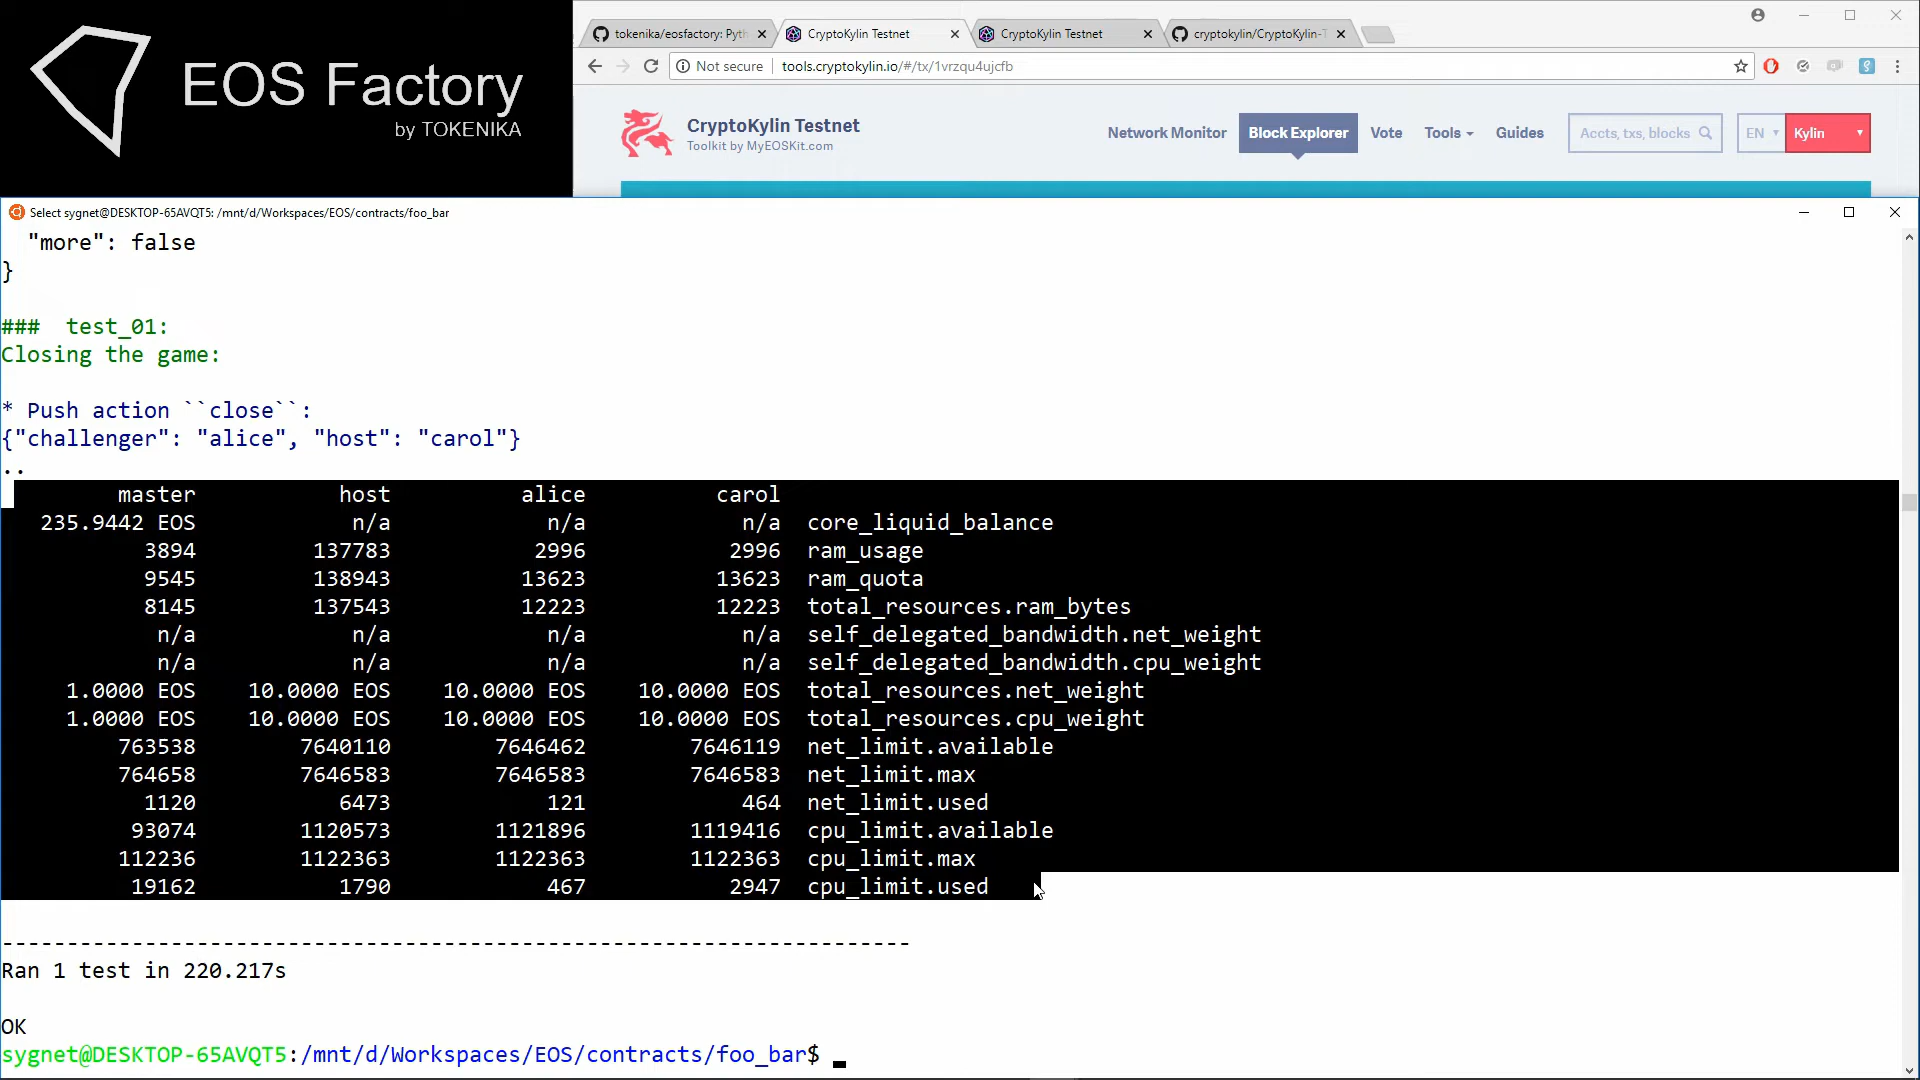 EOS Factory
by TOKENIKA
tokenika/eosfactory: Pyth
CryptoKylin Testnet
CryptoKylin Testnet
cryptokylin/CryptoKylin-T
Not secure
tools.cryptokylin.io/#/tx/1vrzqu4ujcfb
CryptoKylin Testnet
Toolkit by MyEOSKit.com
Network Monitor
Block Explorer
Vote
Tools
Guides
Accts, txs, blocks
EN
Kylin
Select sygnet@DESKTOP-65AVQT5: /mnt/d/Workspaces/EOS/contracts/foo_bar
"more": false
}
### test_01:
Closing the game:
* Push action ``close``:
{"challenger": "alice", "host": "carol"}
..
master host alice carol
235.9442 EOS n/a n/a n/a core_liquid_balance
3894 137783 2996 2996 ram_usage
9545 138943 13623 13623 ram_quota
8145 137543 12223 12223 total_resources.ram_bytes
n/a n/a n/a n/a self_delegated_bandwidth.net_weight
n/a n/a n/a n/a self_delegated_bandwidth.cpu_weight
1.0000 EOS 10.0000 EOS 10.0000 EOS 10.0000 EOS total_resources.net_weight
1.0000 EOS 10.0000 EOS 10.0000 EOS 10.0000 EOS total_resources.cpu_weight
763538 7640110 7646462 7646119 net_limit.available
764658 7646583 7646583 7646583 net_limit.max
1120 6473 121 464 net_limit.used
93074 1120573 1121896 1119416 cpu_limit.available
112236 1122363 1122363 1122363 cpu_limit.max
19162 1790 467 2947 cpu_limit.used
----------------------------------------------------------------------
Ran 1 test in 220.217s
OK
sygnet@DESKTOP-65AVQT5:/mnt/d/Workspaces/EOS/contracts/foo_bar$